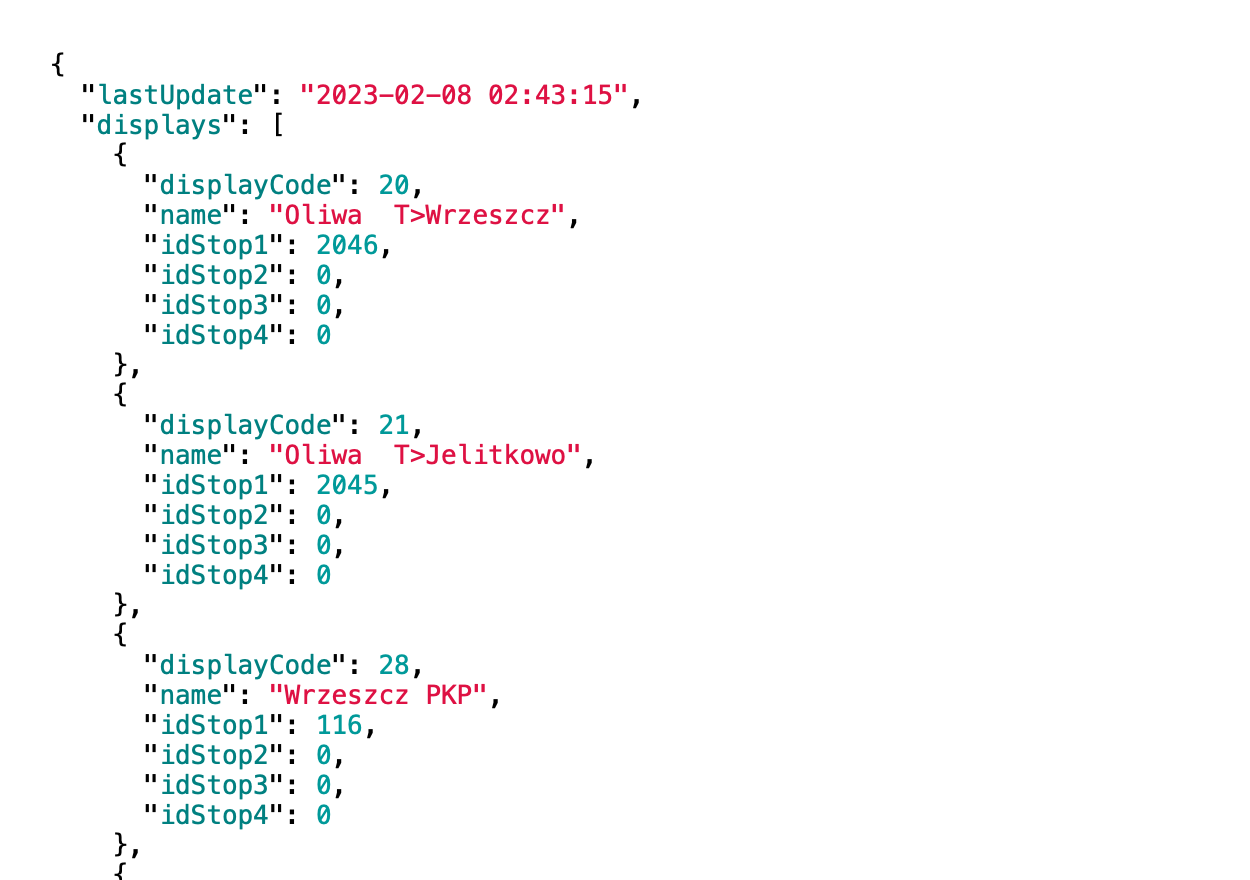 {
  "lastUpdate": "2023-02-08 02:43:15",
  "displays": [
    {
      "displayCode": 20,
      "name": "Oliwa  T>Wrzeszcz",
      "idStop1": 2046,
      "idStop2": 0,
      "idStop3": 0,
      "idStop4": 0
    },
    {
      "displayCode": 21,
      "name": "Oliwa  T>Jelitkowo",
      "idStop1": 2045,
      "idStop2": 0,
      "idStop3": 0,
      "idStop4": 0
    },
    {
      "displayCode": 28,
      "name": "Wrzeszcz PKP",
      "idStop1": 116,
      "idStop2": 0,
      "idStop3": 0,
      "idStop4": 0
    },
    {